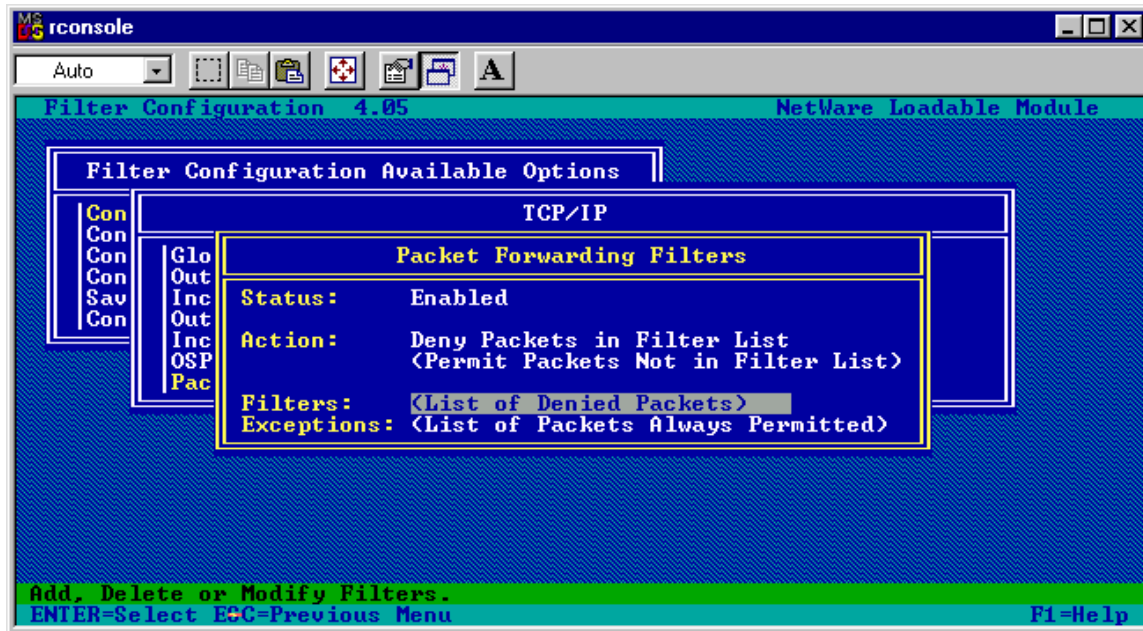 MS DOS rconsole
Auto
A
Filter Configuration 4.05 NetWare Loadable Module
Filter Configuration Available Options
Con
TCP/IP
Con
Con
Glo
Packet Forwarding Filters
Con
Out
Sav
Inc
Status: Enabled
Con
Out
Inc
Action: Deny Packets in Filter List
OSP
(Permit Packets Not in Filter List)
Pac
Filters: (List of Denied Packets)
Exceptions: (List of Packets Always Permitted)
Add, Delete or Modify Filters.
ENTER=Select ESC=Previous Menu F1=Help